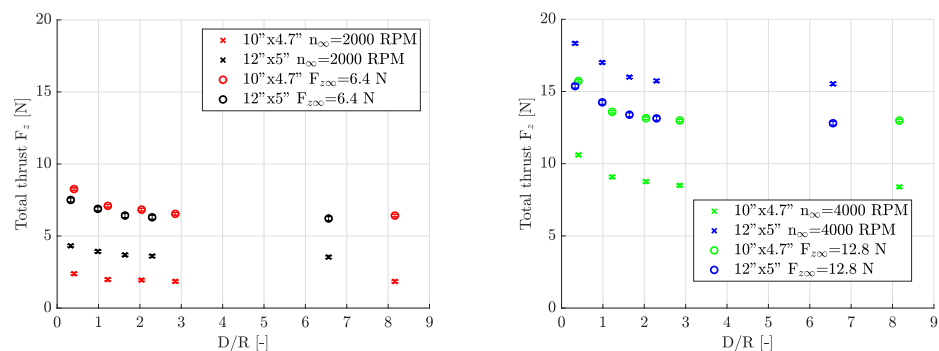 20
15
10
5
0
Total thrust F_z [N]
10"x4.7" n∞=2000 RPM
12"x5" n∞=2000 RPM
10"x4.7" F_z∞=6.4 N
12"x5" F_z∞=6.4 N
0 1 2 3 4 5 6 7 8 9
D/R [-]
20
15
10
5
0
Total thrust F_z [N]
10"x4.7" n∞=4000 RPM
12"x5" n∞=4000 RPM
10"x4.7" F_z∞=12.8 N
12"x5" F_z∞=12.8 N
0 1 2 3 4 5 6 7 8 9
D/R [-]